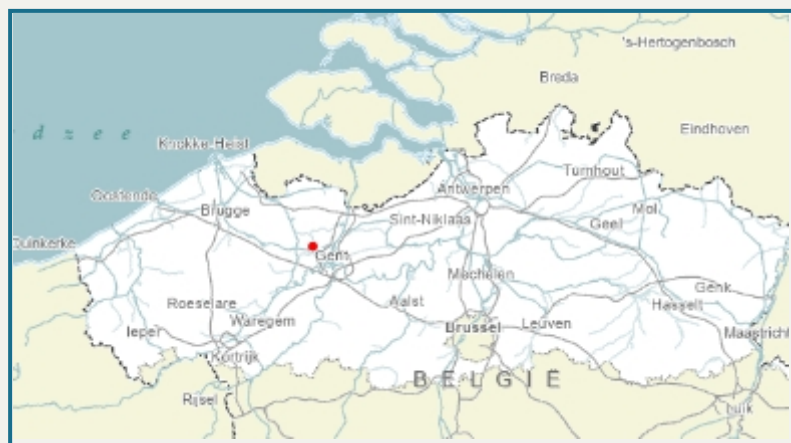 's-Hertogenbosch
Breda
dzee
Eindhoven
Knokke-Heist
Turnhout
Antwerpen
Oostende
Mol
Brugge
Sint-Niklaas
Geel
Duinkerke
Gent
Mechelen
Genk
Roeselare
Aalst
Hasselt
Ieper
Waregem
Brussel
Leuven
Maastricht
Kortrijk
BELGIË
Rijsel
Luik